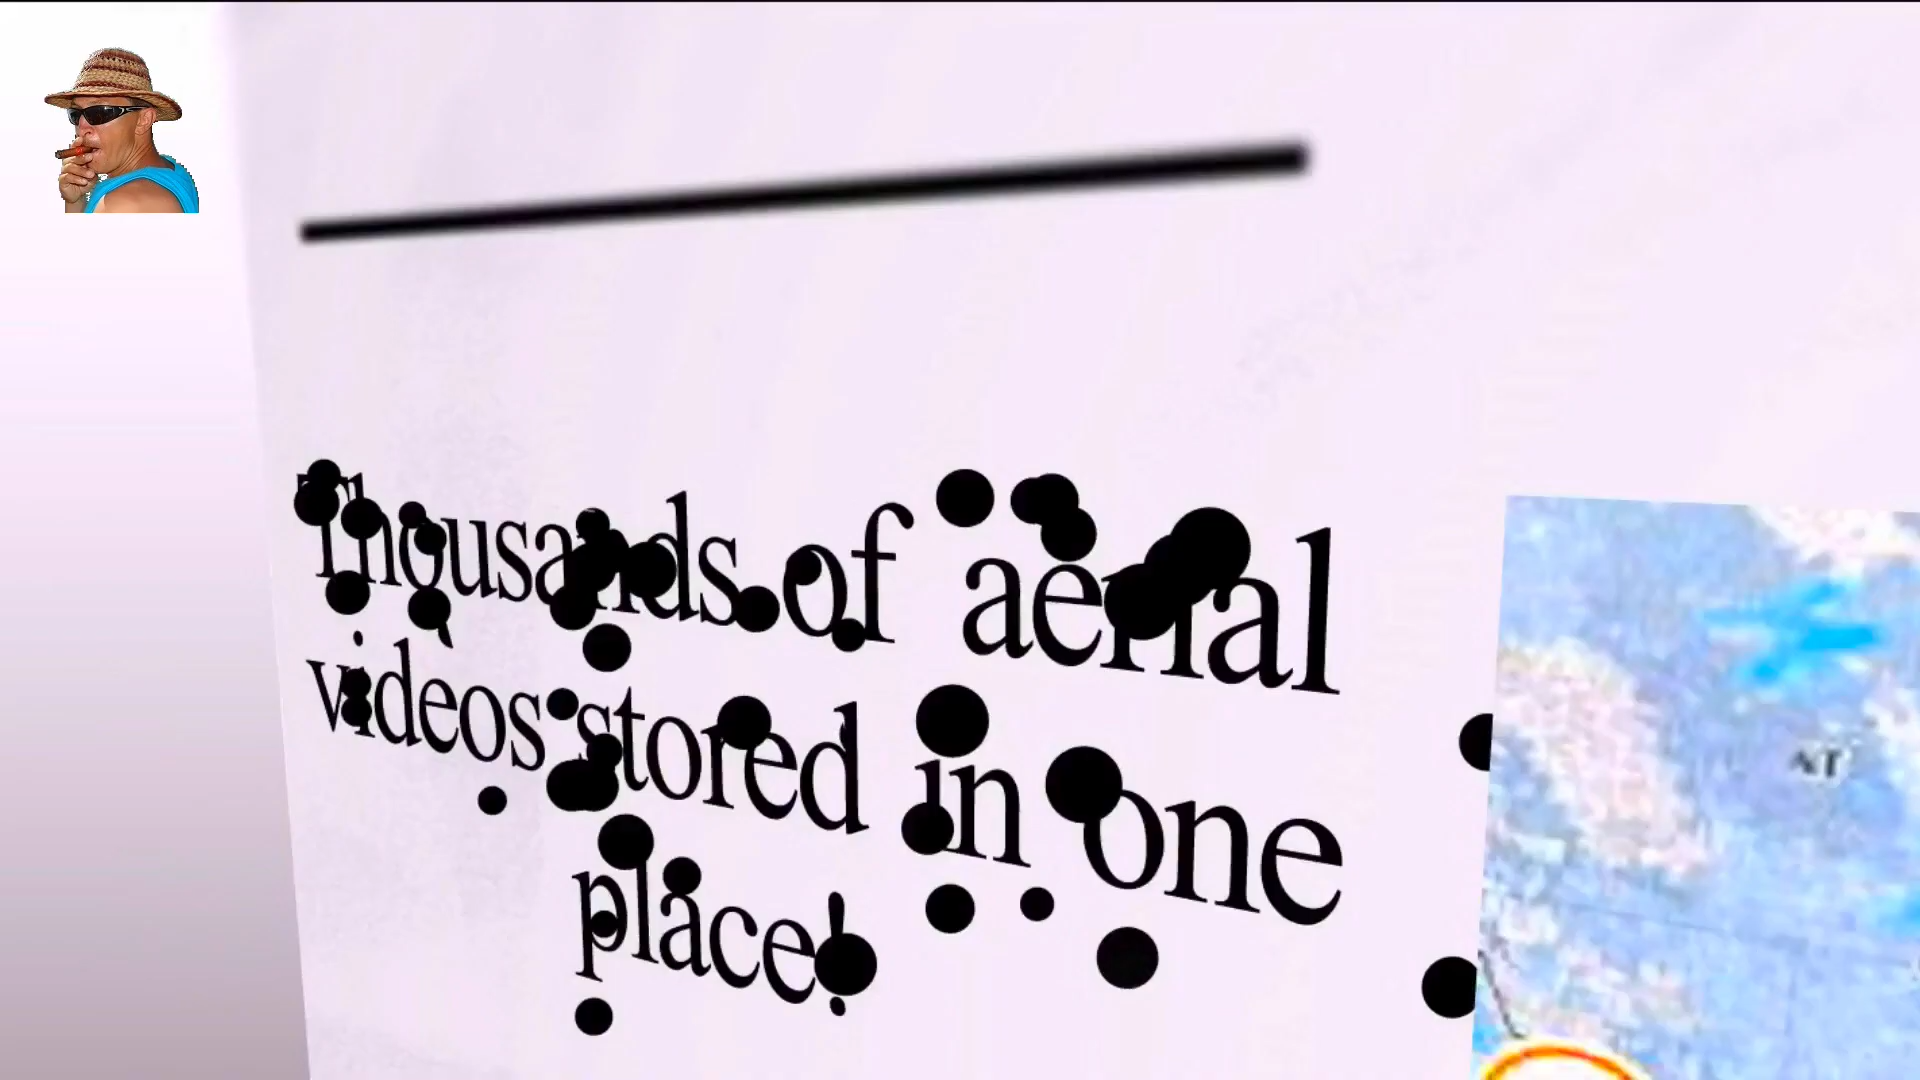 Thousands of aerial
videos stored in one
place!